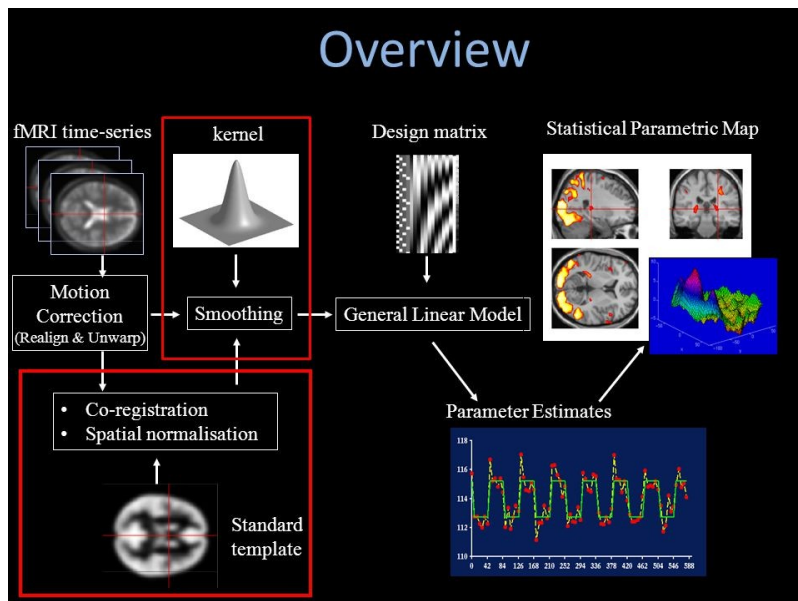 Overview
fMRI time-series
kernel
Design matrix
Statistical Parametric Map
Motion
Correction
(Realign & Unwarp)
Smoothing
General Linear Model
• Co-registration
• Spatial normalisation
Standard
template
Parameter Estimates
118
116
114
112
110
0 42 84 126 168 210 252 294 336 378 420 462 504 546 588